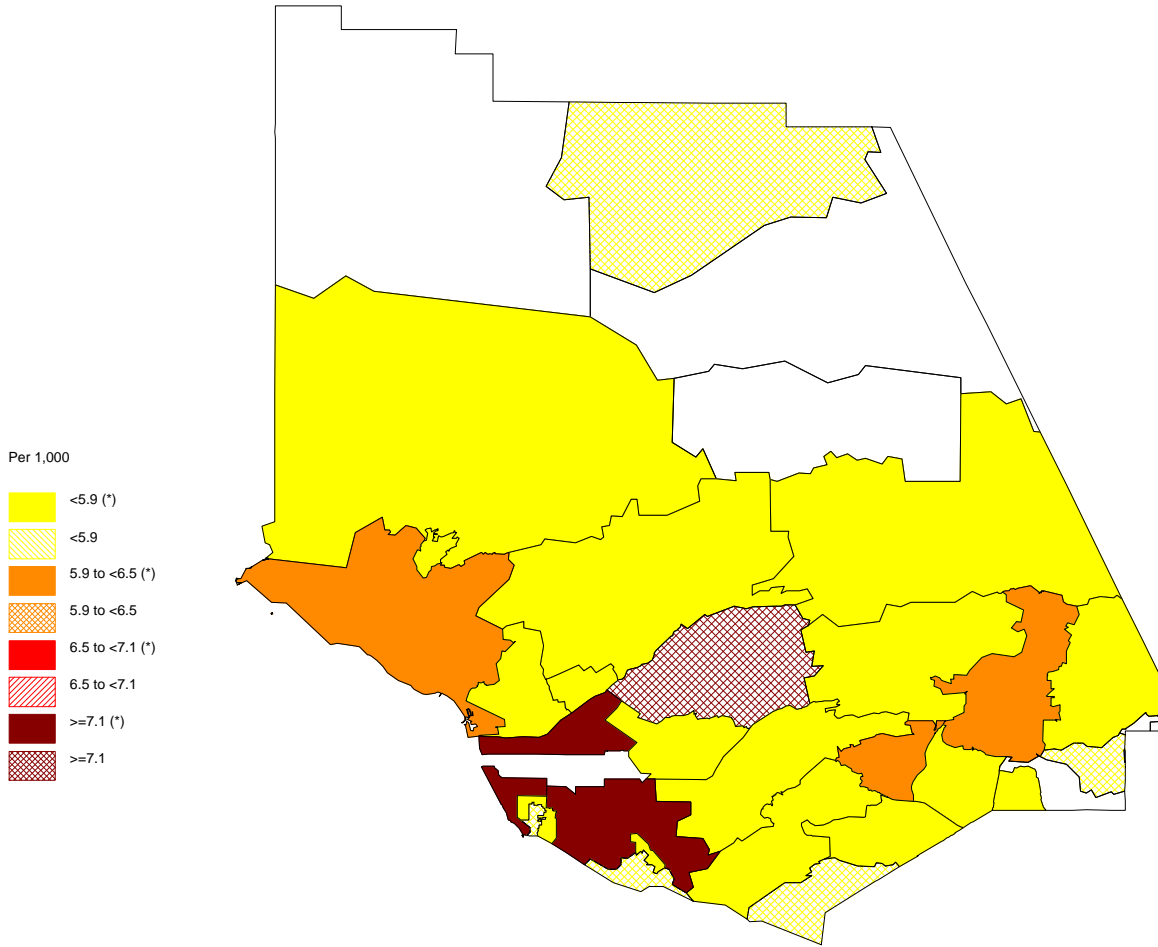 Per 1,000
<5.9 (*)
<5.9
5.9 to <6.5 (*)
5.9 to <6.5
6.5 to <7.1 (*)
6.5 to <7.1
>=7.1 (*)
>=7.1